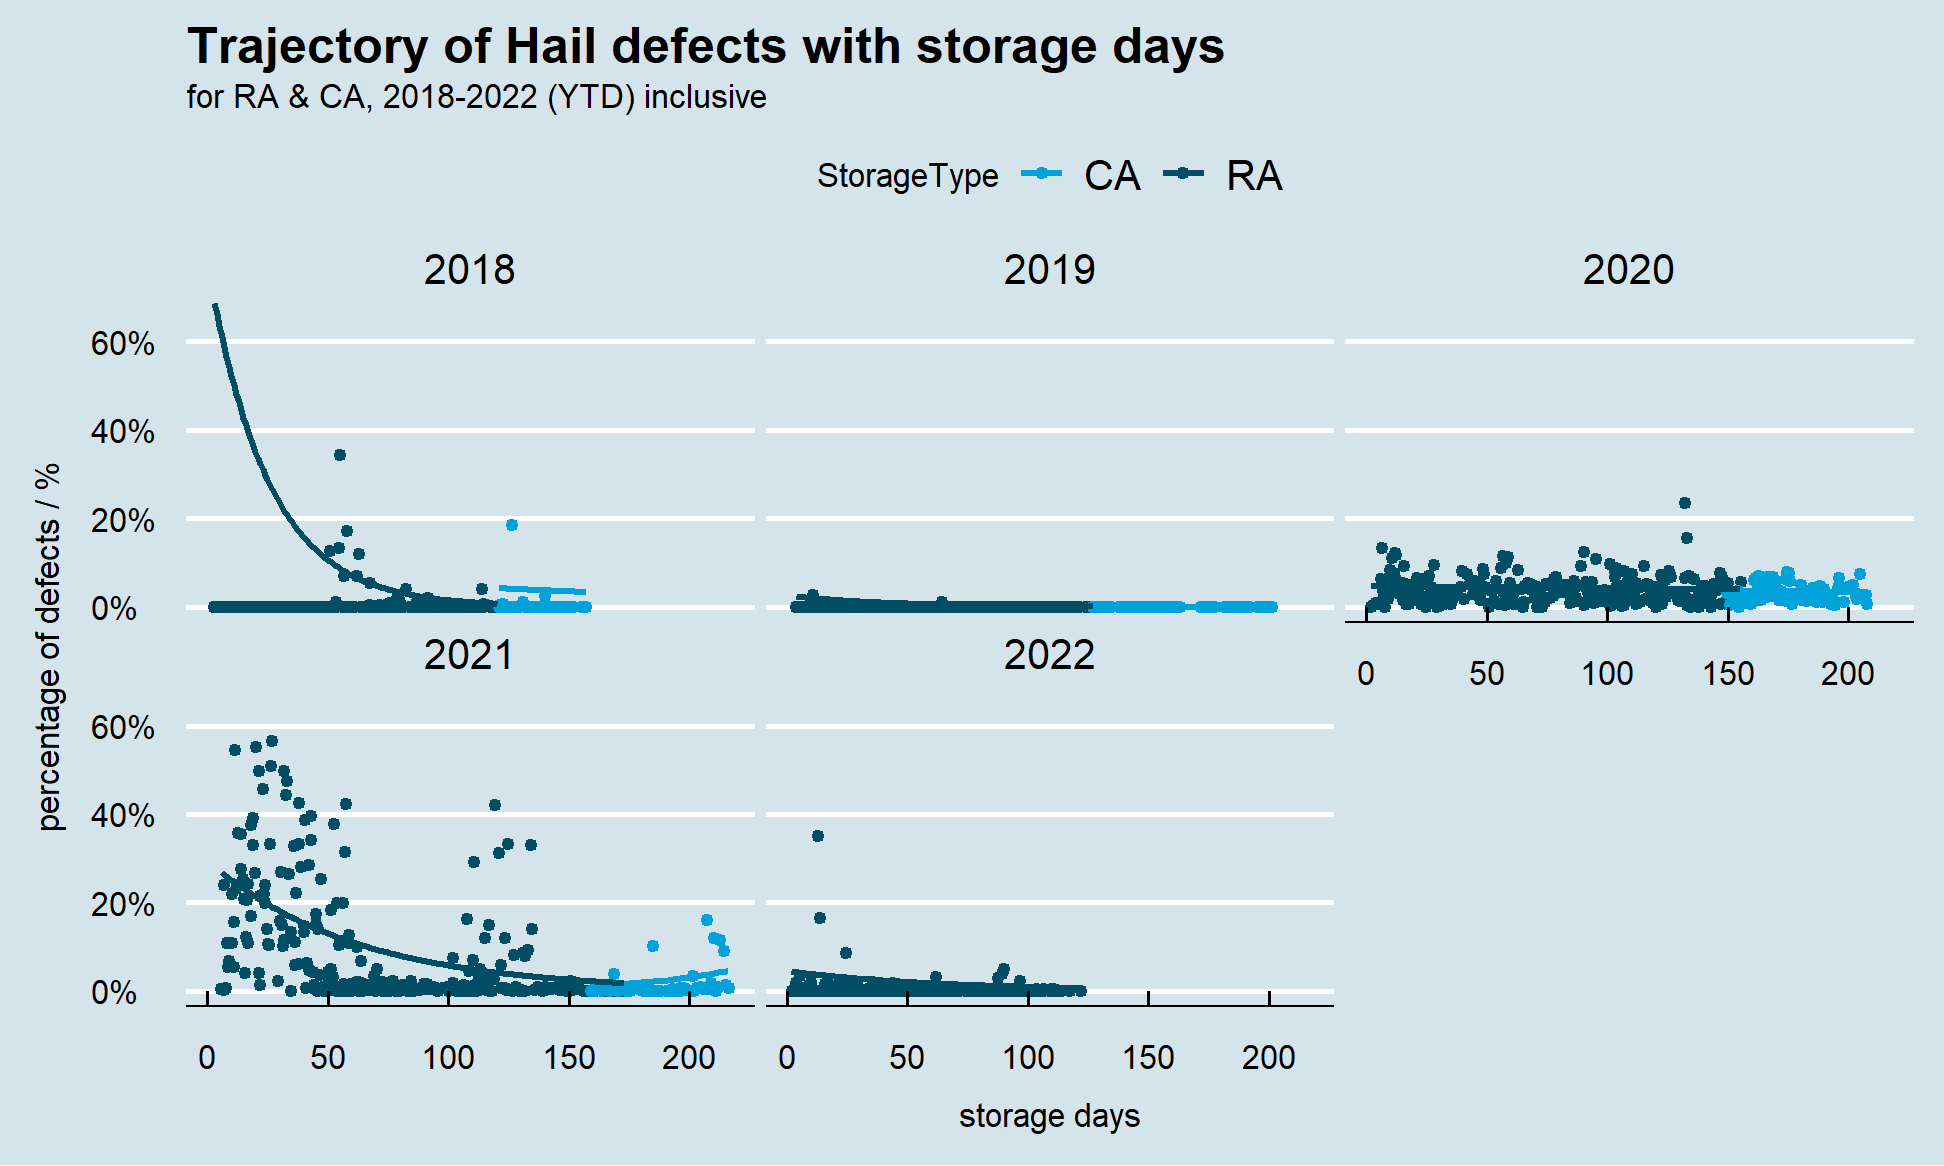 Trajectory of Hail defects with storage days
for RA & CA, 2018-2022 (YTD) inclusive
StorageType CA RA
2018 2019 2020
60%
40%
20%
0%
0 50 100 150 200
2021 2022
60%
40%
20%
0%
0 50 100 150 200 0 50 100 150 200
percentage of defects / %
storage days